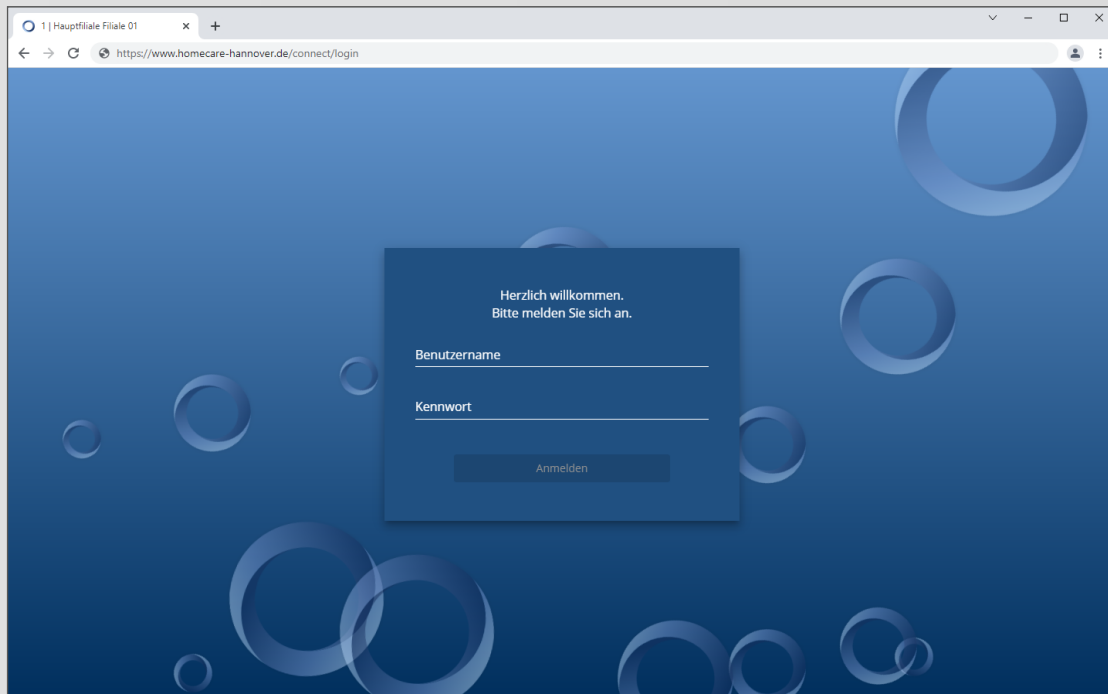 1 | Hauptfiliale Filiale 01
https://www.homecare-hannover.de/connect/login
Herzlich willkommen.
Bitte melden Sie sich an.
Benutzername
Kennwort
Anmelden